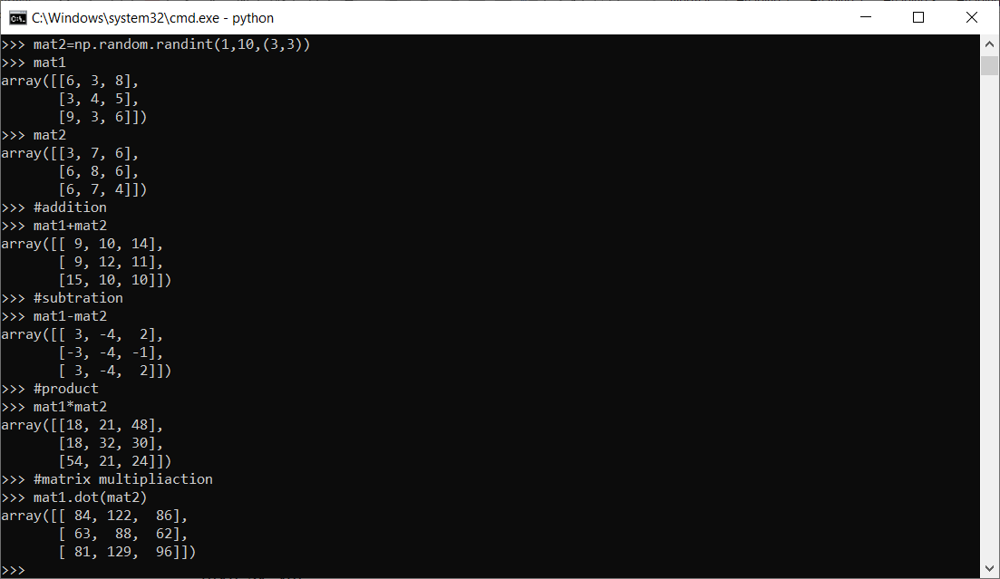 C:\Windows\system32\cmd.exe - python
>>> mat2=np.random.randint(1,10,(3,3))
>>> mat1
array([[6, 3, 8],
       [3, 4, 5],
       [9, 3, 6]])
>>> mat2
array([[3, 7, 6],
       [6, 8, 6],
       [6, 7, 4]])
>>> #addition
>>> mat1+mat2
array([[ 9, 10, 14],
       [ 9, 12, 11],
       [15, 10, 10]])
>>> #subtration
>>> mat1-mat2
array([[ 3, -4,  2],
       [-3, -4, -1],
       [ 3, -4,  2]])
>>> #product
>>> mat1*mat2
array([[18, 21, 48],
       [18, 32, 30],
       [54, 21, 24]])
>>> #matrix multipliaction
>>> mat1.dot(mat2)
array([[ 84, 122,  86],
       [ 63,  88,  62],
       [ 81, 129,  96]])
>>>